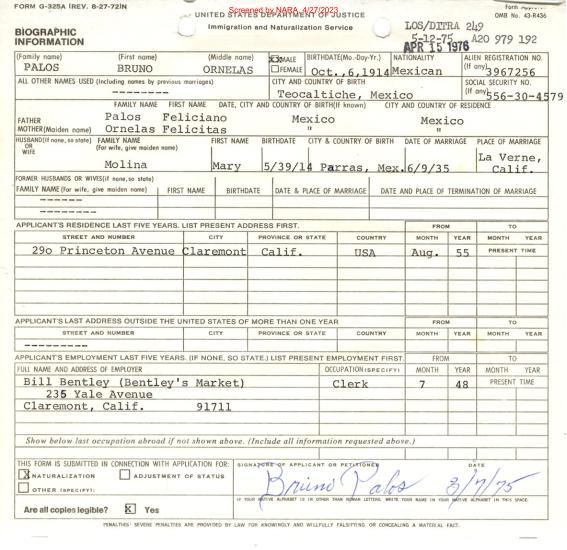 FORM G-325A (REV. 8-27-72)N
Screened by NARA, 4/27/2023
UNITED STATES DEPARTMENT OF JUSTICE
Immigration and Naturalization Service
OMB No. 43-R436
BIOGRAPHIC INFORMATION
LOS/DITRA 249
5-12-75 A20 979 192
APR 15 1976
(Family name) (First name) (Middle name) MALE BIRTHDATE(Mo.-Day-Yr.) NATIONALITY ALIEN REGISTRATION NO.
PALOS BRUNO ORNELAS FEMALE Oct.,6,1914 Mexican (If any) 3967256
ALL OTHER NAMES USED (Including names by previous marriages) CITY AND COUNTRY OF BIRTH SOCIAL SECURITY NO.
-------- Teocaltiche, Mexico (If any) 556-30-4579
FAMILY NAME FIRST NAME DATE, CITY AND COUNTRY OF BIRTH(If known) CITY AND COUNTRY OF RESIDENCE
FATHER Palos Feliciano Mexico Mexico
MOTHER(Maiden name) Ornelas Felicitas " "
HUSBAND(If none, so state) OR WIFE FAMILY NAME (For wife, give maiden name) FIRST NAME BIRTHDATE CITY & COUNTRY OF BIRTH DATE OF MARRIAGE PLACE OF MARRIAGE
Molina Mary 5/39/14 Parras, Mex. 6/9/35 La Verne, Calif.
FORMER HUSBANDS OR WIVES(if none, so state)
FAMILY NAME (For wife, give maiden name) FIRST NAME BIRTHDATE DATE & PLACE OF MARRIAGE DATE AND PLACE OF TERMINATION OF MARRIAGE
------
------
APPLICANT'S RESIDENCE LAST FIVE YEARS. LIST PRESENT ADDRESS FIRST. FROM TO
STREET AND NUMBER CITY PROVINCE OR STATE COUNTRY MONTH YEAR MONTH YEAR
29o Princeton Avenue Claremont Calif. USA Aug. 55 PRESENT TIME
APPLICANT'S LAST ADDRESS OUTSIDE THE UNITED STATES OF MORE THAN ONE YEAR FROM TO
STREET AND NUMBER CITY PROVINCE OR STATE COUNTRY MONTH YEAR MONTH YEAR
---------
APPLICANT'S EMPLOYMENT LAST FIVE YEARS. (IF NONE, SO STATE.) LIST PRESENT EMPLOYMENT FIRST. FROM TO
FULL NAME AND ADDRESS OF EMPLOYER OCCUPATION(SPECIFY) MONTH YEAR MONTH YEAR
Bill Bentley (Bentley's Market) Clerk 7 48 PRESENT TIME
235 Yale Avenue
Claremont, Calif. 91711
Show below last occupation abroad if not shown above. (Include all information requested above.)
THIS FORM IS SUBMITTED IN CONNECTION WITH APPLICATION FOR: SIGNATURE OF APPLICANT OR PETITIONER DATE
X NATURALIZATION ADJUSTMENT OF STATUS
OTHER (SPECIFY):
Bruno Palos 3/7/75
IF YOUR NATIVE ALPHABET IS IN OTHER THAN ROMAN LETTERS, WRITE YOUR NAME IN YOUR NATIVE ALPHABET IN THIS SPACE:
Are all copies legible? X Yes
PENALTIES: SEVERE PENALTIES ARE PROVIDED BY LAW FOR KNOWINGLY AND WILLFULLY FALSIFYING OR CONCEALING A MATERIAL FACT.